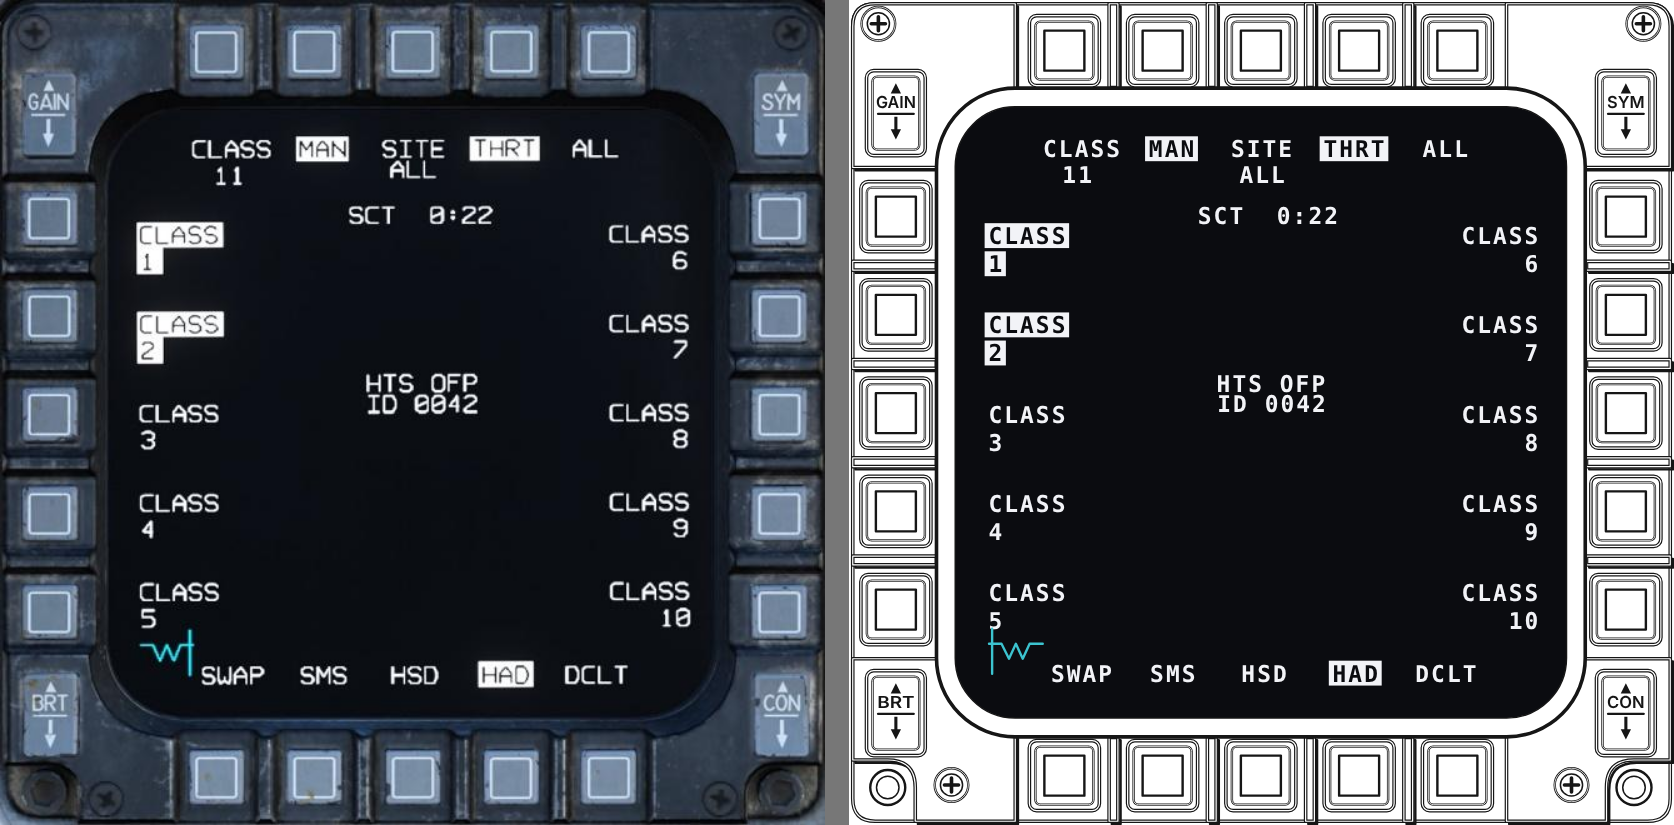 GAIN
SYM
CLASS MAN SITE THRT ALL
11 ALL
SCT 0:22
CLASS CLASS
1 6
CLASS CLASS
2 7
HTS OFP
ID 0042
CLASS CLASS
3 8
CLASS CLASS
4 9
CLASS CLASS
5 10
SWAP SMS HSD HAD DCLT
BRT
CON
GAIN
SYM
CLASS MAN SITE THRT ALL
11 ALL
SCT 0:22
CLASS CLASS
1 6
CLASS CLASS
2 7
HTS OFP
ID 0042
CLASS CLASS
3 8
CLASS CLASS
4 9
CLASS CLASS
5 10
SWAP SMS HSD HAD DCLT
BRT
CON